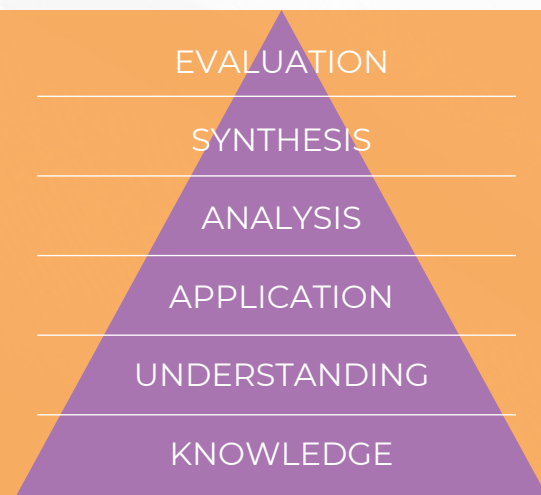 EVALUATION
SYNTHESIS
ANALYSIS
APPLICATION
UNDERSTANDING
KNOWLEDGE